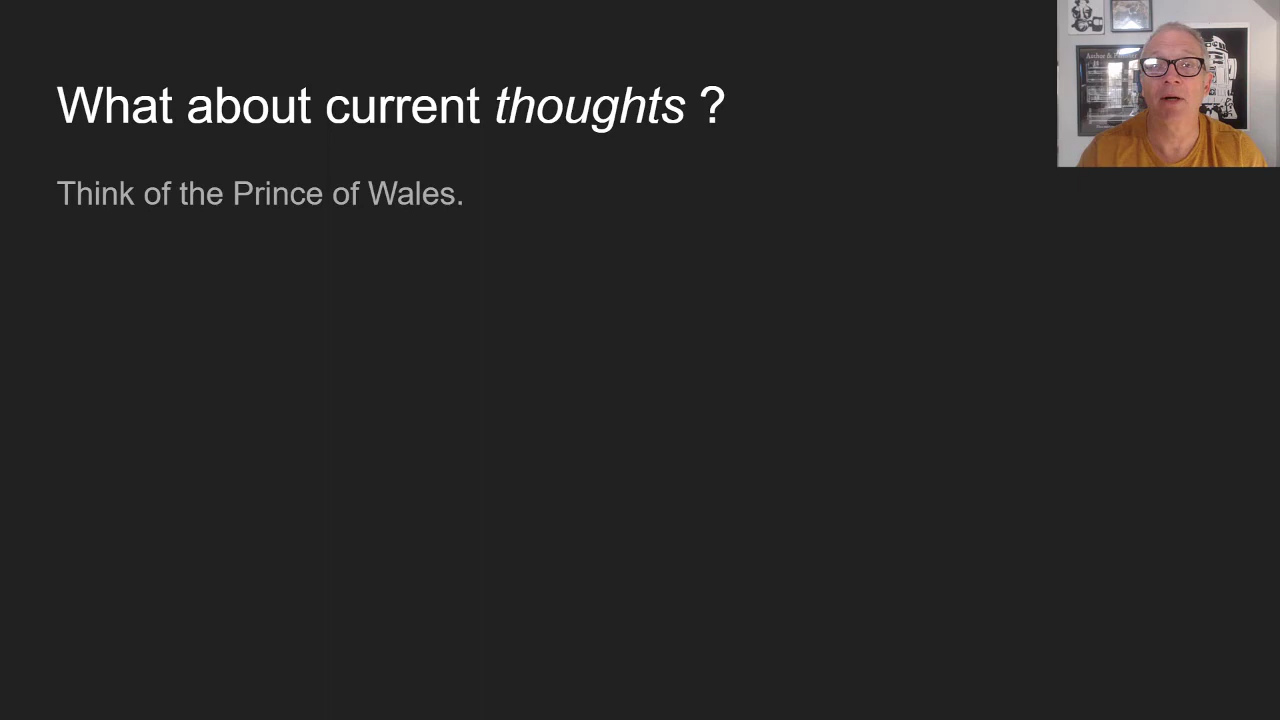 What about current thoughts ?
Think of the Prince of Wales.